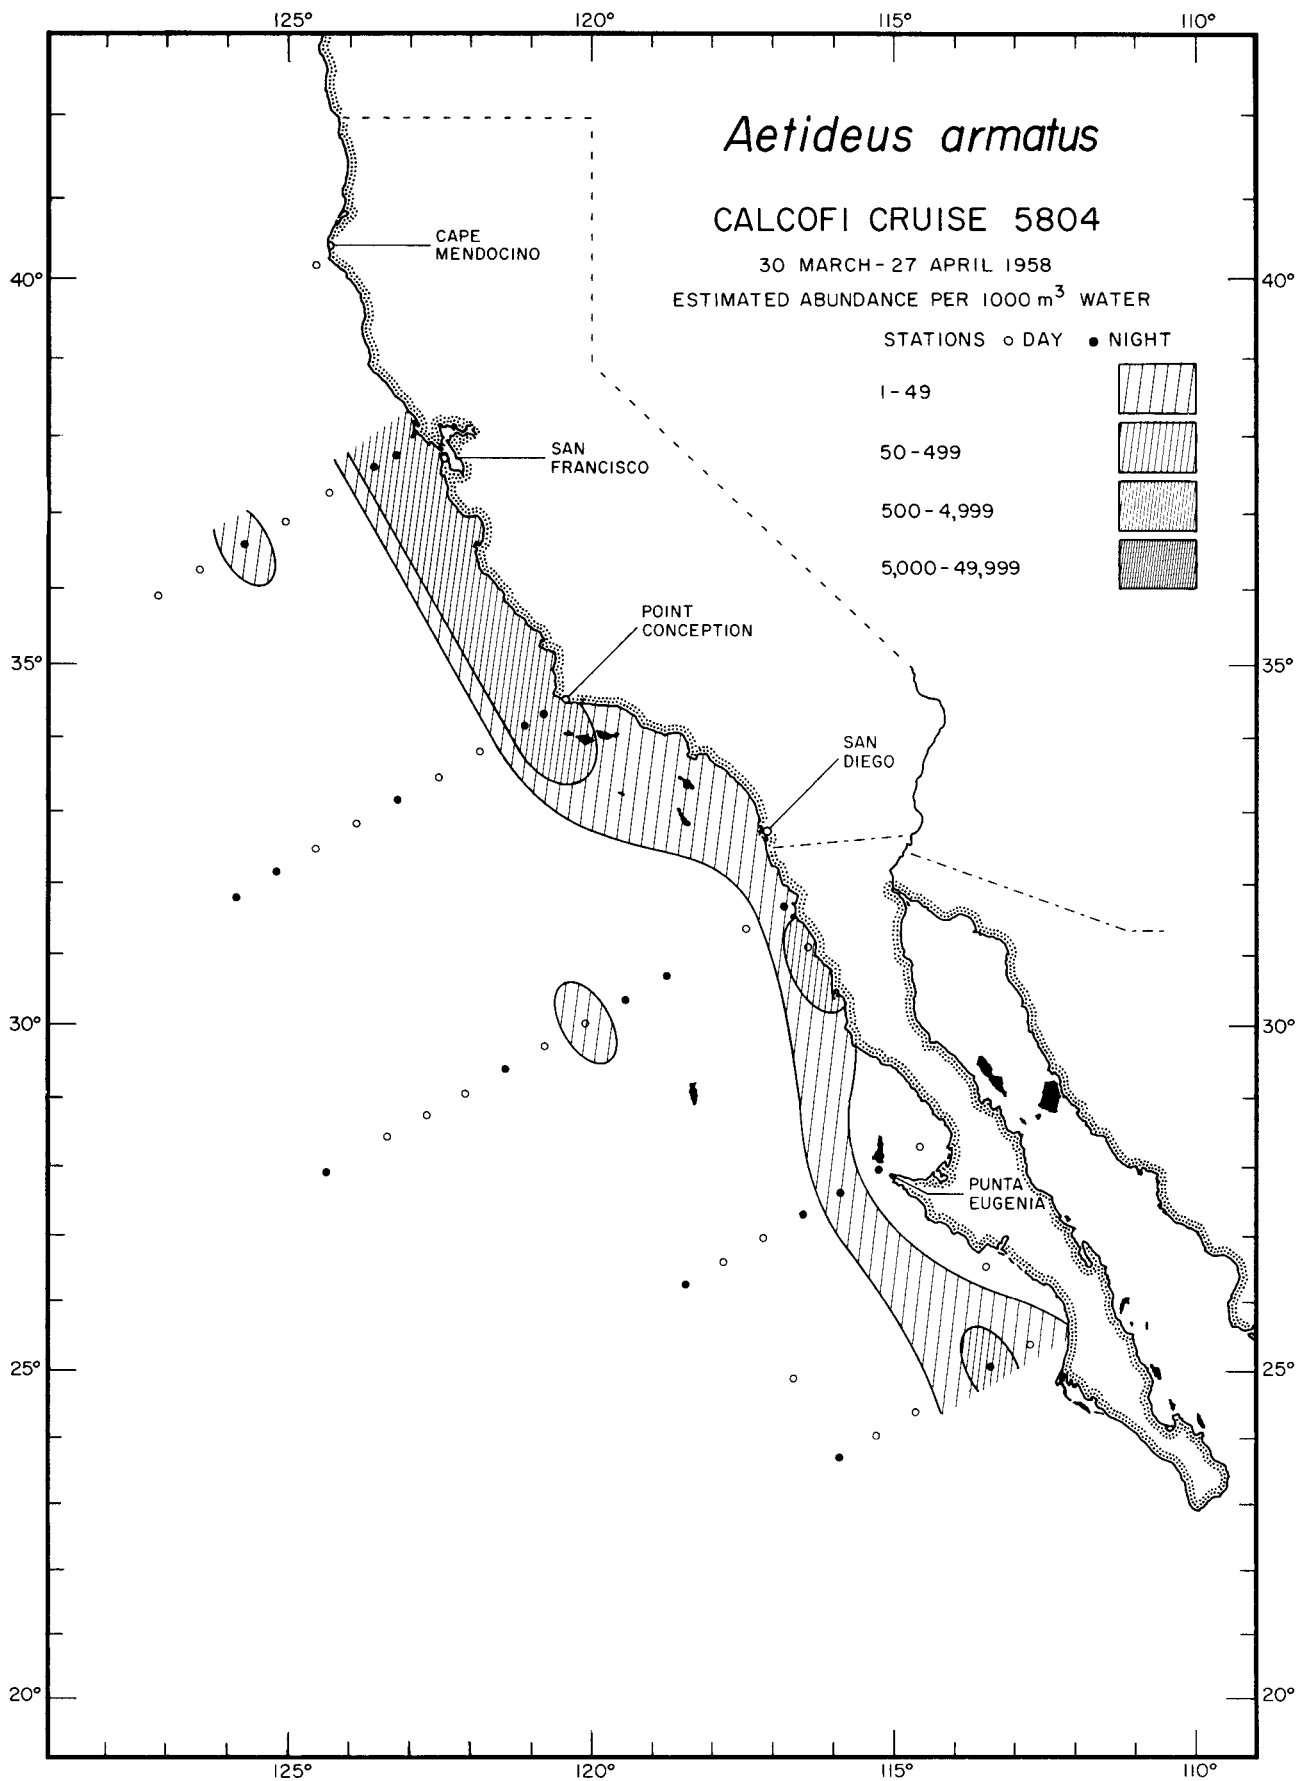 125° 120° 115° 110°
Aetideus armatus
CALCOFI CRUISE 5804
30 MARCH - 27 APRIL 1958
ESTIMATED ABUNDANCE PER 1000 m³ WATER
STATIONS ○ DAY ● NIGHT
1-49
50-499
500-4,999
5,000-49,999
CAPE
MENDOCINO
40° 40°
SAN
FRANCISCO
POINT
CONCEPTION
35° 35°
SAN
DIEGO
30° 30°
PUNTA
EUGENIA
25° 25°
20° 20°
125° 120° 115° 110°